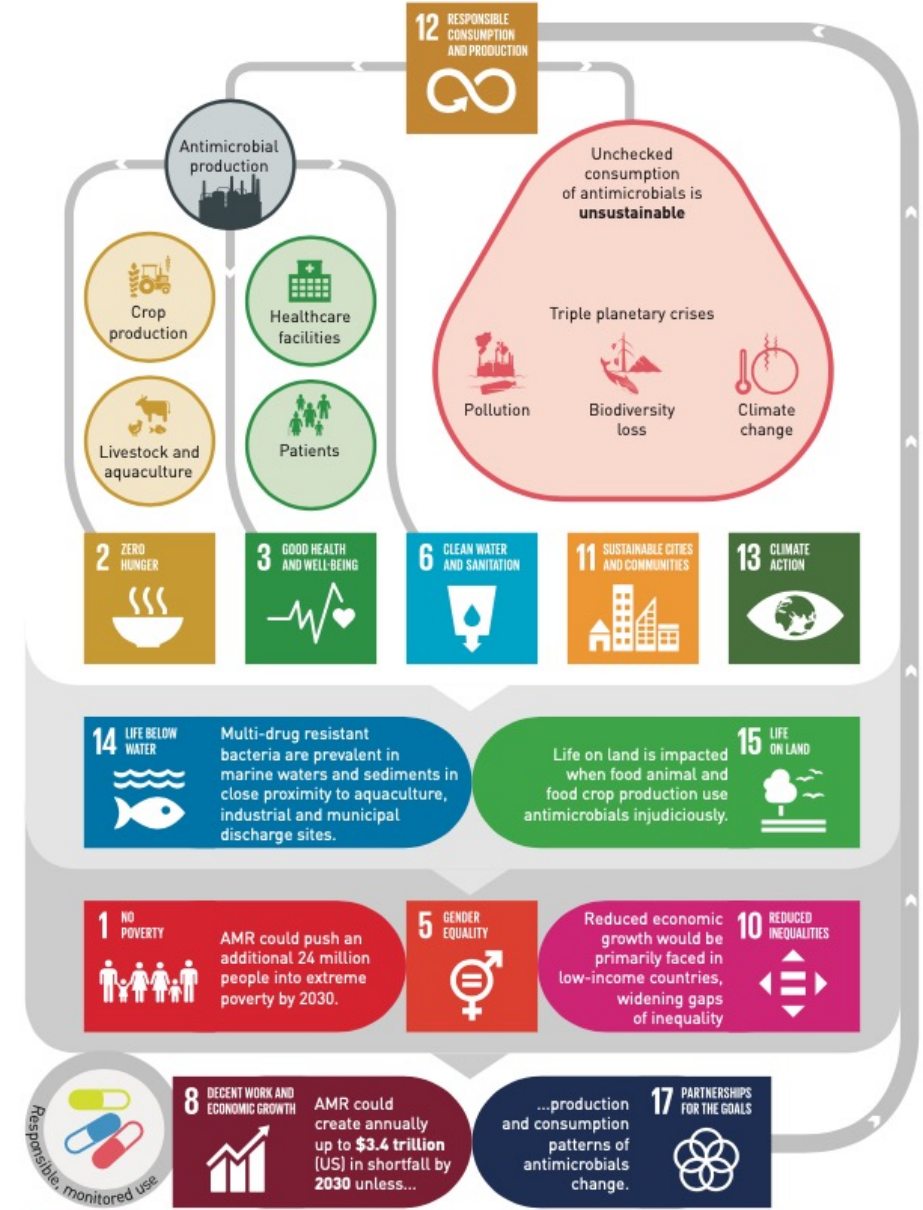 12 RESPONSIBLE
CONSUMPTION
AND PRODUCTION
Antimicrobial
production
Unchecked
consumption
of antimicrobials is
unsustainable
Crop
production
Healthcare
facilities
Triple planetary crises
Pollution
Biodiversity
loss
Climate
change
Livestock and
aquaculture
Patients
2 ZERO
HUNGER
3 GOOD HEALTH
AND WELL-BEING
6 CLEAN WATER
AND SANITATION
11 SUSTAINABLE CITIES
AND COMMUNITIES
13 CLIMATE
ACTION
14 LIFE BELOW
WATER
Multi-drug resistant
bacteria are prevalent in
marine waters and sediments in
close proximity to aquaculture,
industrial and municipal
discharge sites.
Life on land is impacted
when food animal and
food crop production use
antimicrobials injudiciously.
15 LIFE
ON LAND
1 NO
POVERTY
AMR could push an
additional 24 million
people into extreme
poverty by 2030.
5 GENDER
EQUALITY
Reduced economic
growth would be
primarily faced in
low-income countries,
widening gaps
of inequality
10 REDUCED
INEQUALITIES
Responsible, monitored use
8 DECENT WORK AND
ECONOMIC GROWTH
AMR could
create annually
up to $3.4 trillion
(US) in shortfall by
2030 unless...
...production
and consumption
patterns of
antimicrobials
change.
17 PARTNERSHIPS
FOR THE GOALS